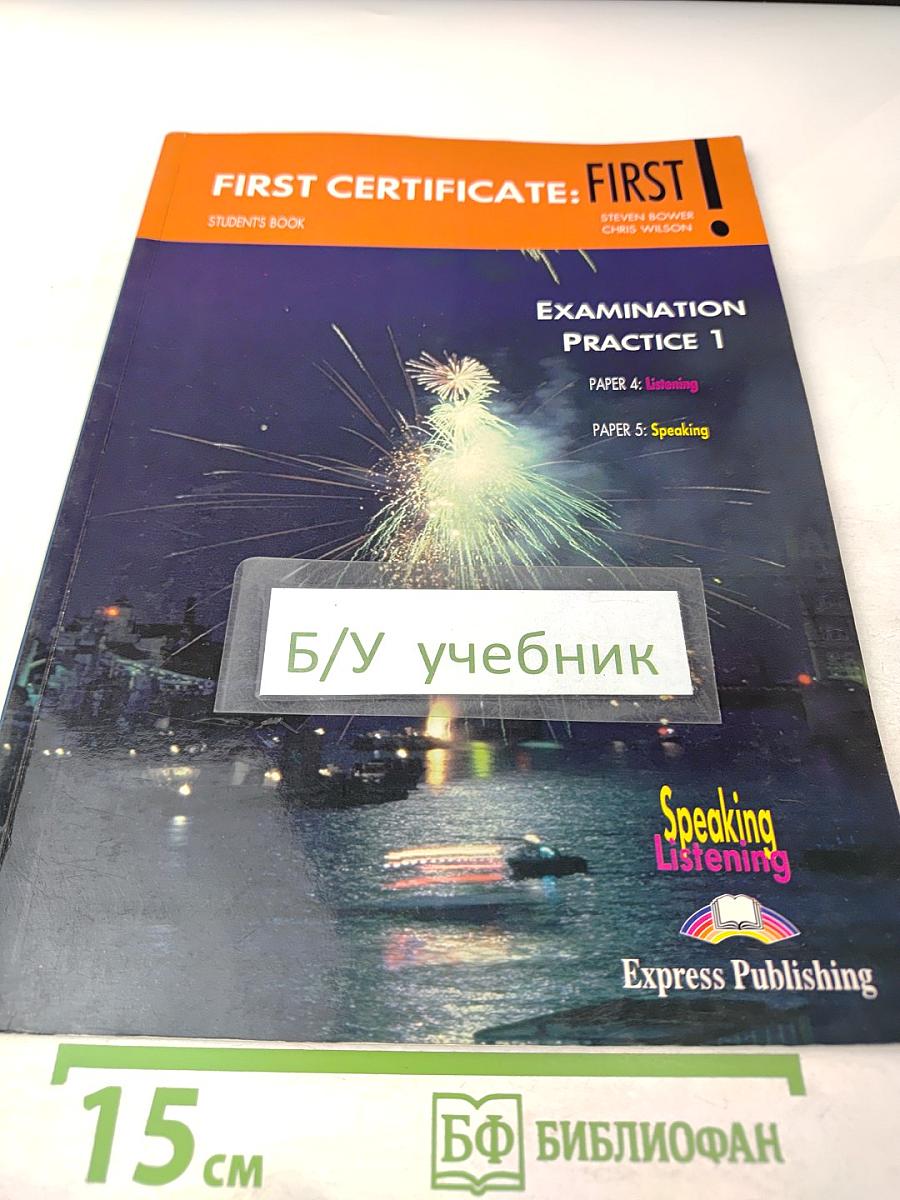 FIRST CERTIFICATE: FIRST!
STUDENT'S BOOK
STEVEN BOWER
CHRIS WILSON
EXAMINATION
PRACTICE 1
PAPER 4: Listening
PAPER 5: Speaking
Б/У учебник
Speaking
Listening
Express Publishing
15 см
БФ БИБЛИОФАН